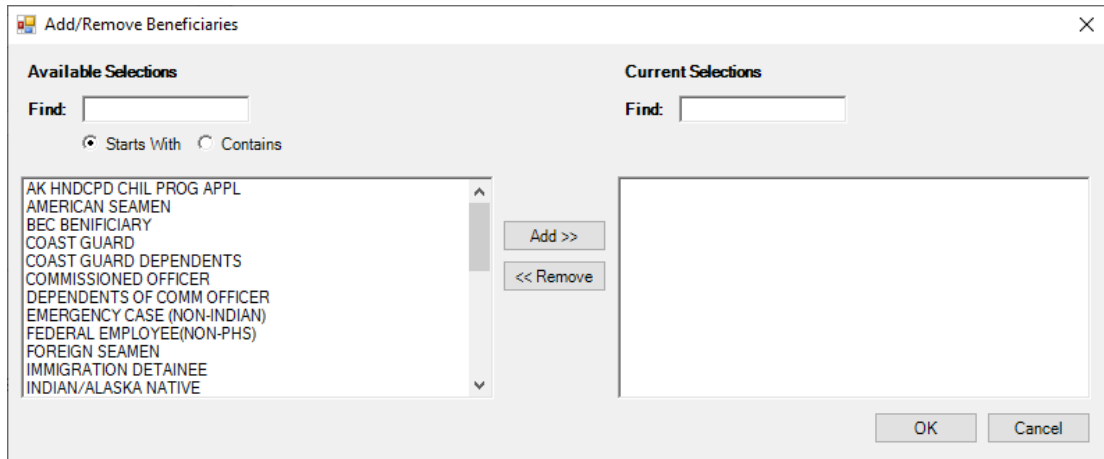 Add/Remove Beneficiaries
Available Selections
Find:
Starts With Contains
AK HNDCPD CHIL PROG APPL
AMERICAN SEAMEN
BEC BENIFICIARY
COAST GUARD
COAST GUARD DEPENDENTS
COMMISSIONED OFFICER
DEPENDENTS OF COMM OFFICER
EMERGENCY CASE (NON-INDIAN)
FEDERAL EMPLOYEE(NON-PHS)
FOREIGN SEAMEN
IMMIGRATION DETAINEE
INDIAN/ALASKA NATIVE
Add >>
<< Remove
Current Selections
Find:
OK Cancel